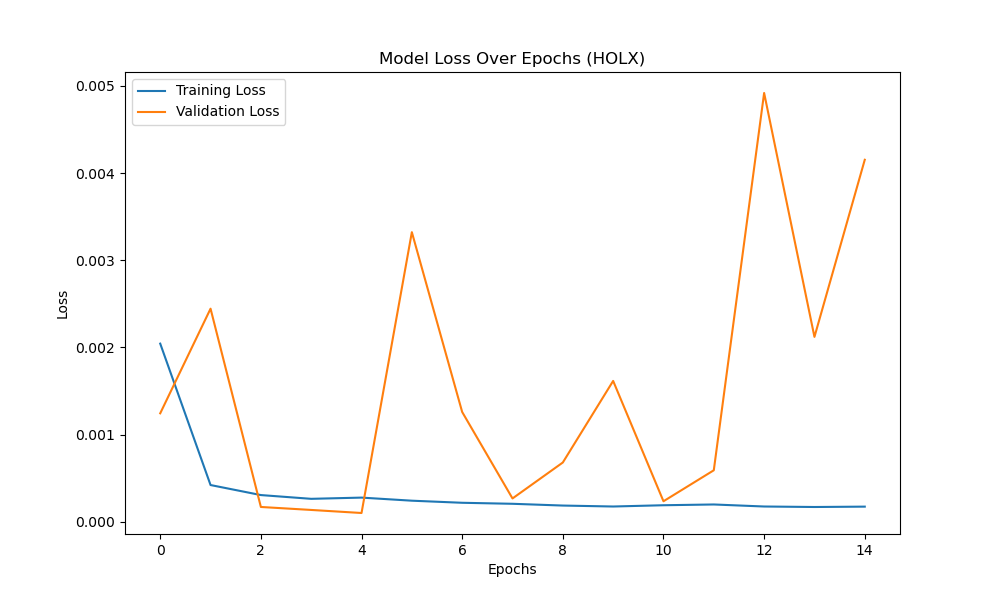 Model Loss Over Epochs (HOLX)
Training Loss
Validation Loss
0.005
0.004
0.003
0.002
0.001
0.000
Loss
0 2 4 6 8 10 12 14
Epochs